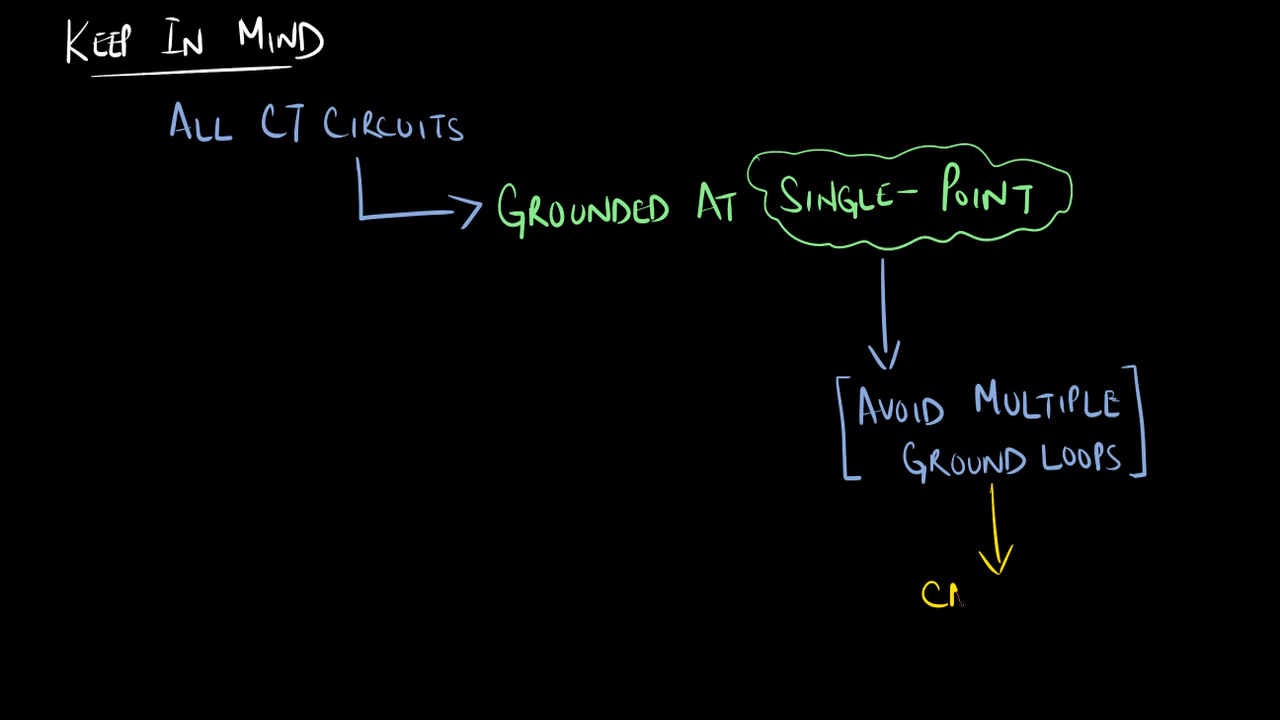 KEEP IN MIND
ALL CT CIRCUITS
GROUNDED AT SINGLE-POINT
[AVOID MULTIPLE
GROUND LOOPS]